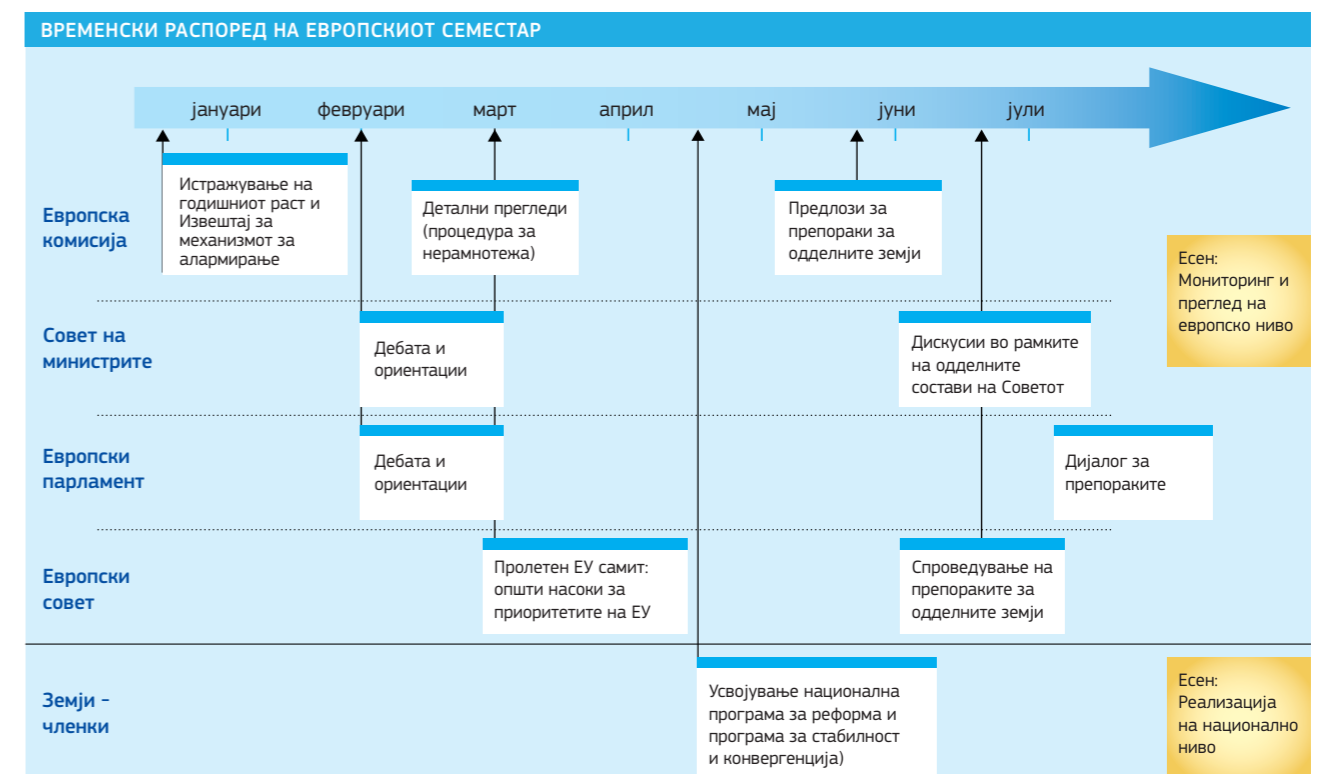 ВРЕМЕНСКИ РАСПОРЕД НА ЕВРОПСКИОТ СЕМЕСТАР
јануари февруари март април мај јуни јули
Европска
комисија
Истражување на
годишниот раст и
Извештај за
механизмот за
алармирање
Детални прегледи
(процедура за
нерамнотежа)
Предлози за
препораки за
одделните земји
Есен:
Мониторинг и
преглед на
европско ниво
Совет на
министрите
Дебата и
ориентации
Дискусии во рамките
на одделните
состави на Советот
Европски
парламент
Дебата и
ориентации
Дијалог за
препораките
Европски
совет
Пролетен ЕУ самит:
општи насоки за
приоритетите на ЕУ
Спроведување на
препораките за
одделните земји
Земји –
членки
Усвојување национална
програма за реформа и
програма за стабилност
и конвергенција)
Есен:
Реализација
на национално
ниво